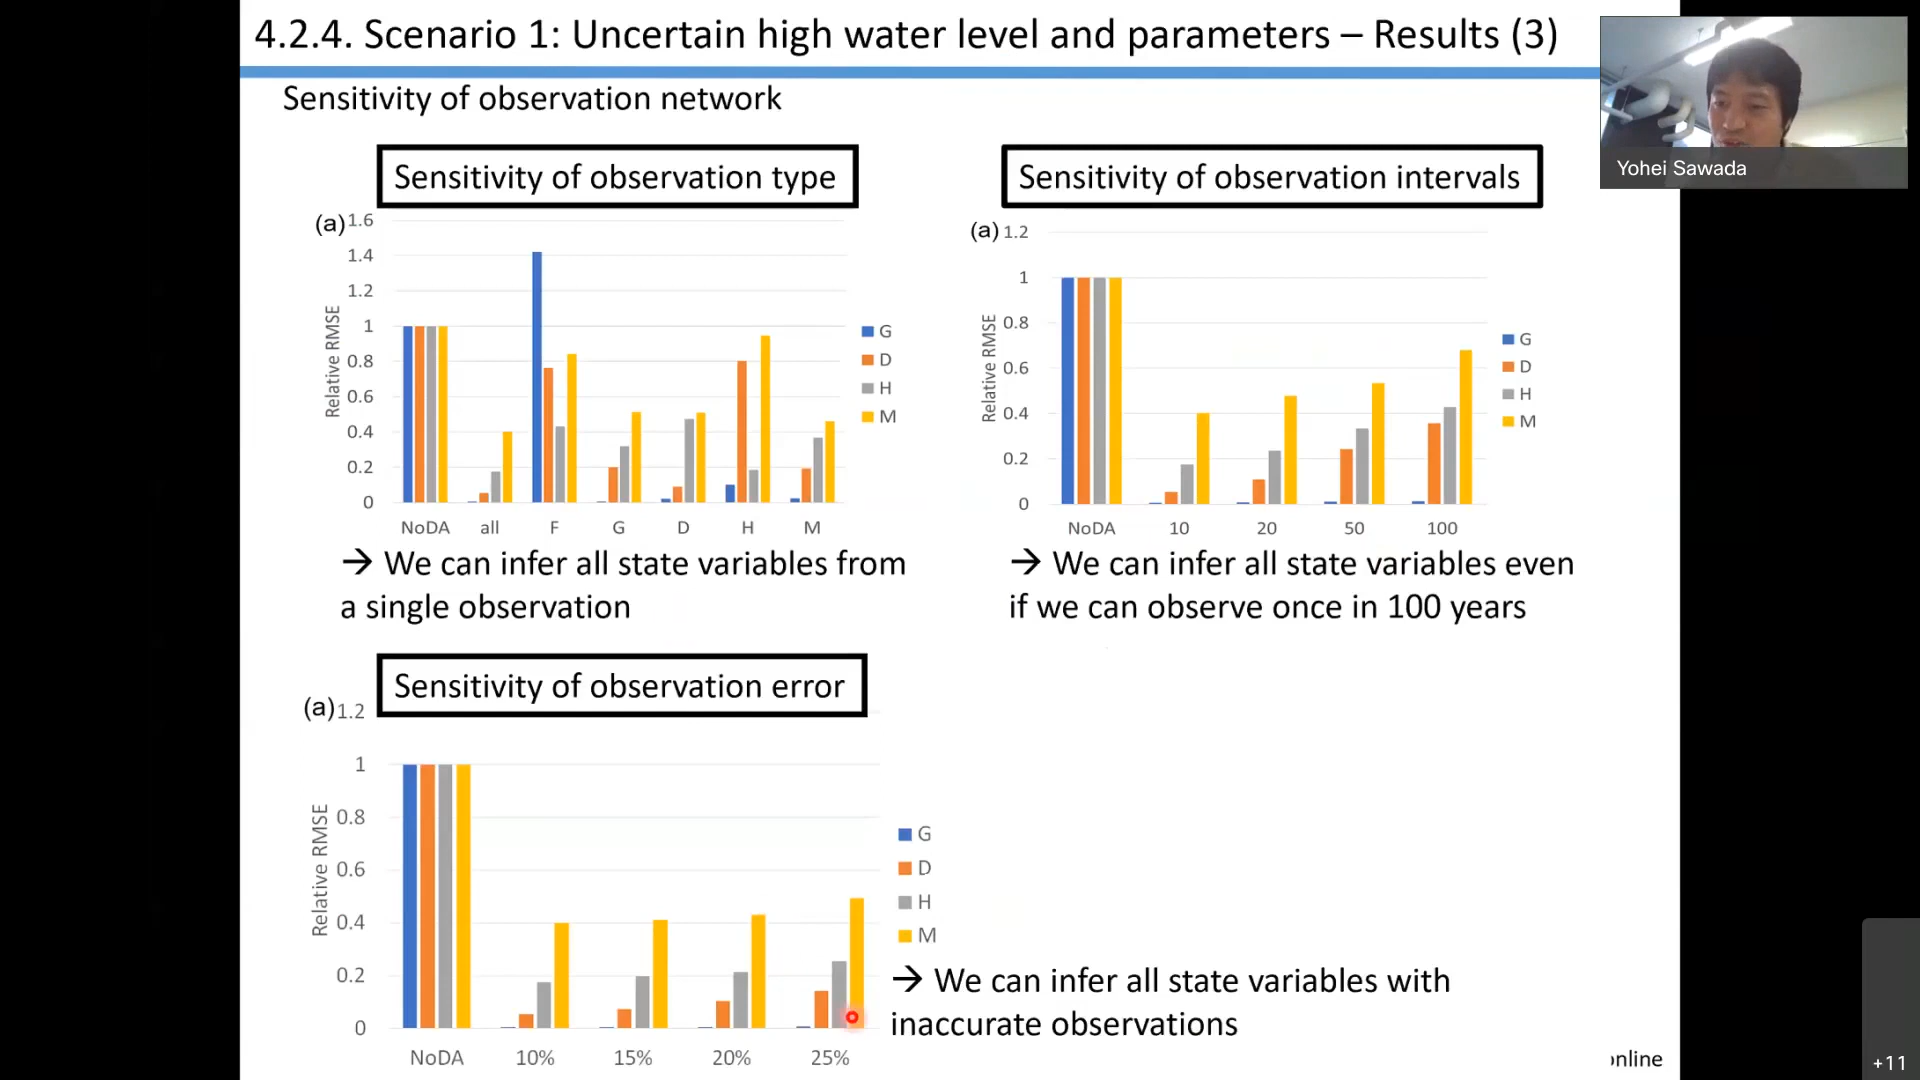 4.2.4. Scenario 1: Uncertain high water level and parameters – Results (3)
Yohei Sawada
Sensitivity of observation network
Sensitivity of observation type
(a)
1.6
1.4
1.2
1
0.8
0.6
0.4
0.2
0
Relative RMSE
NoDA all F G D H M
G
D
H
M
→ We can infer all state variables from
a single observation
Sensitivity of observation intervals
(a)
1.2
1
0.8
0.6
0.4
0.2
0
Relative RMSE
NoDA 10 20 50 100
G
D
H
M
→ We can infer all state variables even
if we can observe once in 100 years
Sensitivity of observation error
(a)
1.2
1
0.8
0.6
0.4
0.2
0
Relative RMSE
NoDA 10% 15% 20% 25%
G
D
H
M
→ We can infer all state variables with
inaccurate observations
+11